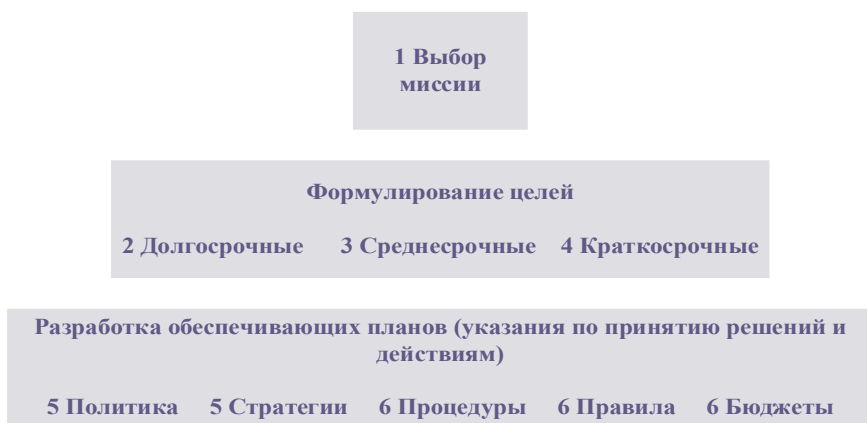 1 Выбор
миссии
Формулирование целей
2 Долгосрочные 3 Среднесрочные 4 Краткосрочные
Разработка обеспечивающих планов (указания по принятию решений и
действиям)
5 Политика 5 Стратегии 6 Процедуры 6 Правила 6 Бюджеты